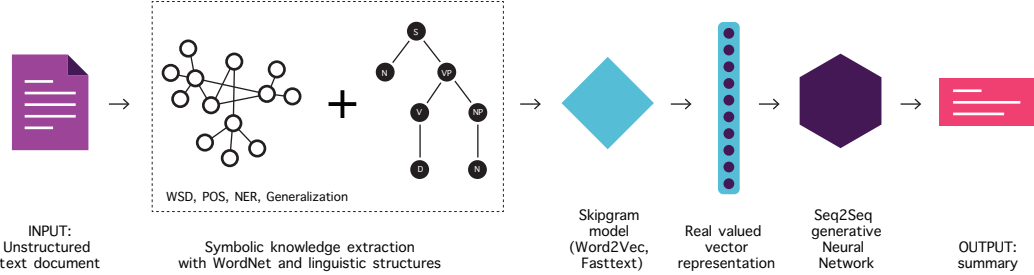 S
N
VP
V
NP
D
N
WSD, POS, NER, Generalization
INPUT:
Unstructured
text document
Symbolic knowledge extraction
with WordNet and linguistic structures
Skipgram
model
(Word2Vec,
Fasttext)
Real valued
vector
representation
Seq2Seq
generative
Neural
Network
OUTPUT:
summary